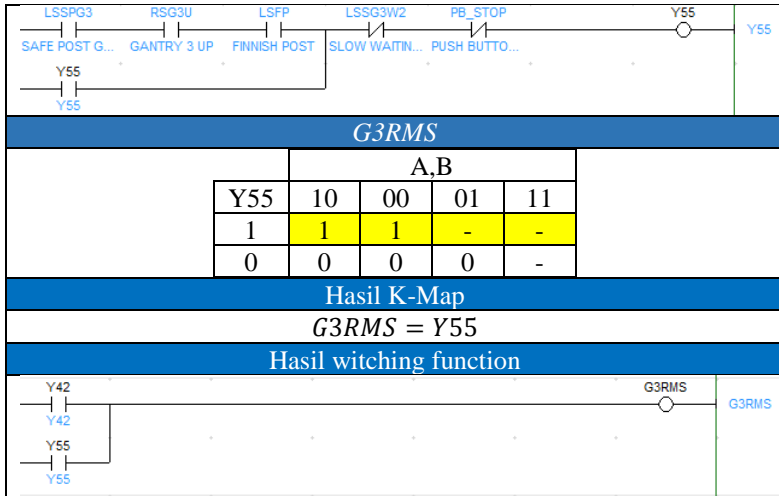 LSSPG3 RSG3U LSFP LSSG3W2 PB_STOP Y55
Y55
SAFE POST G... GANTRY 3 UP FINNISH POST SLOW WAITIN... PUSH BUTTO...
Y55
Y55
G3RMS
A,B
Y55 10 00 01 11
1 1 1 - -
0 0 0 0 -
Hasil K-Map
G3RMS = Y55
Hasil witching function
Y42 G3RMS
G3RMS
Y42
Y55
Y55